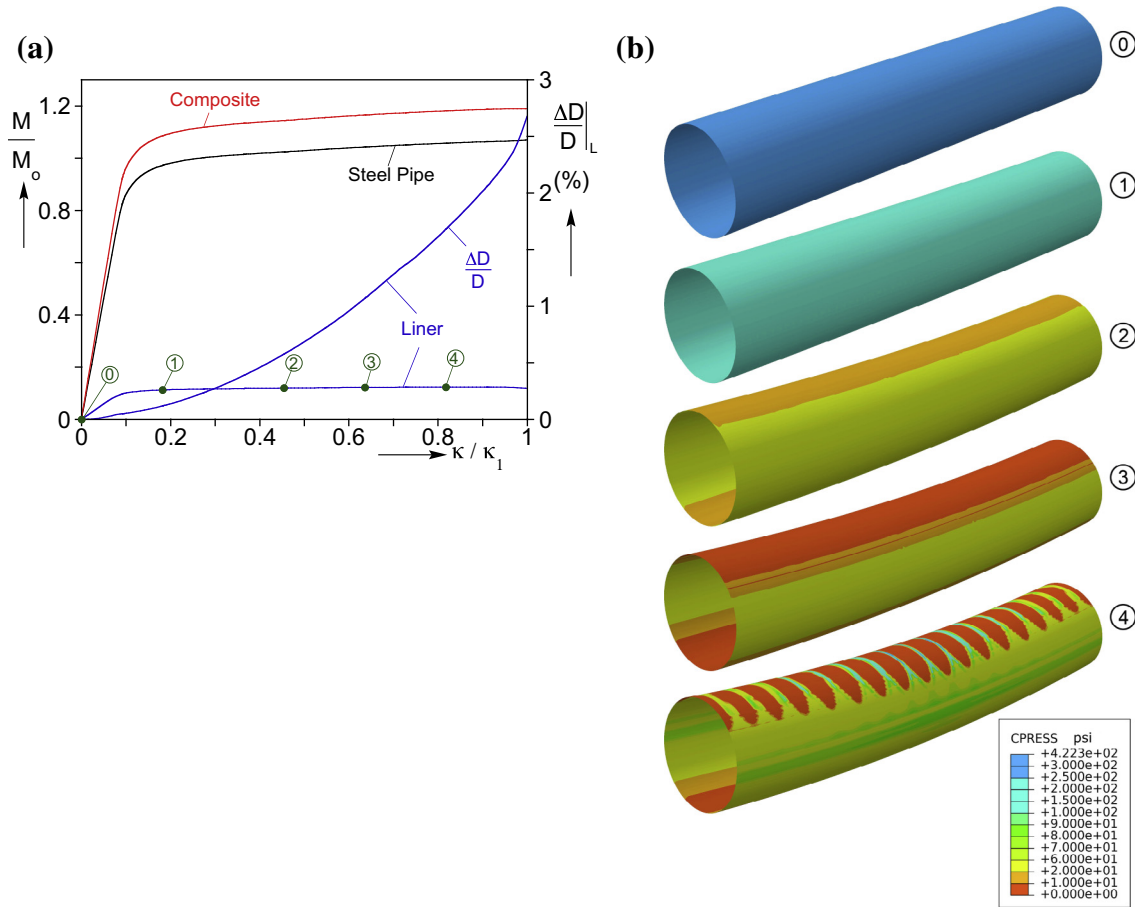 (a)
(b)
M
M_o
1.2
0.8
0.4
0
3
2
1
0
ΔD
D
L
(%)
Composite
Steel Pipe
ΔD
D
Liner
⓪
①
②
③
④
0
0.2
0.4
0.6
0.8
1
κ / κ₁
⓪
①
②
③
④
CPRESS psi
+4.223e+02
+3.000e+02
+2.500e+02
+2.000e+02
+1.500e+02
+1.000e+02
+9.000e+01
+8.000e+01
+7.000e+01
+6.000e+01
+2.000e+01
+1.000e+01
+0.000e+00